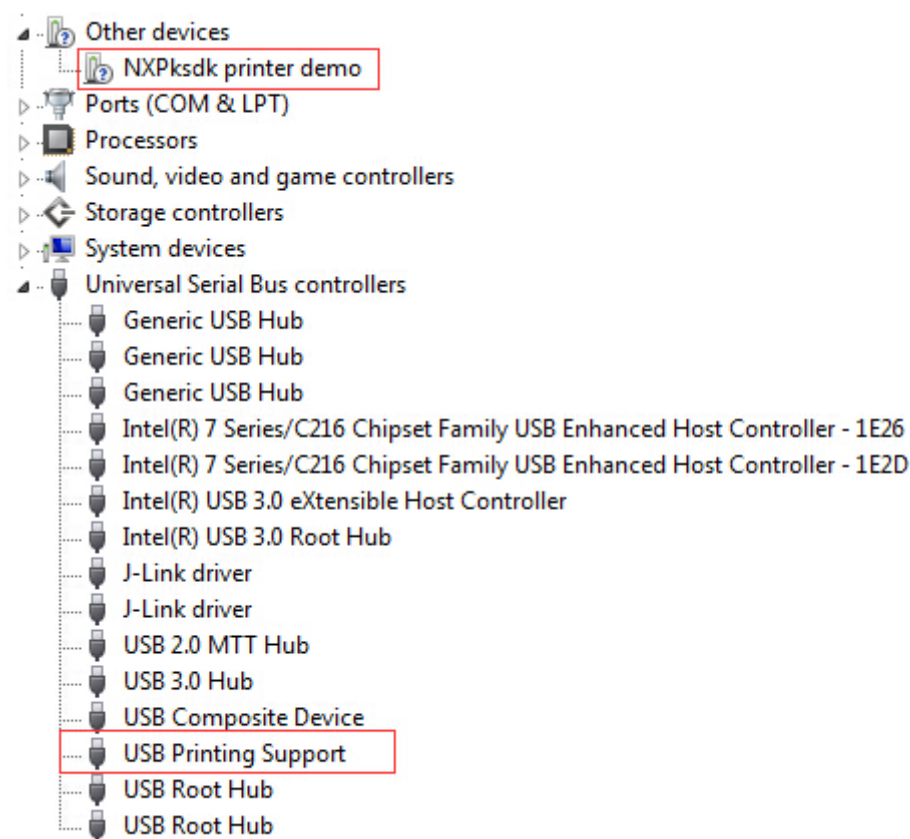 Other devices
NXPksdk printer demo
Ports (COM & LPT)
Processors
Sound, video and game controllers
Storage controllers
System devices
Universal Serial Bus controllers
Generic USB Hub
Generic USB Hub
Generic USB Hub
Intel(R) 7 Series/C216 Chipset Family USB Enhanced Host Controller - 1E26
Intel(R) 7 Series/C216 Chipset Family USB Enhanced Host Controller - 1E2D
Intel(R) USB 3.0 eXtensible Host Controller
Intel(R) USB 3.0 Root Hub
J-Link driver
J-Link driver
USB 2.0 MTT Hub
USB 3.0 Hub
USB Composite Device
USB Printing Support
USB Root Hub
USB Root Hub